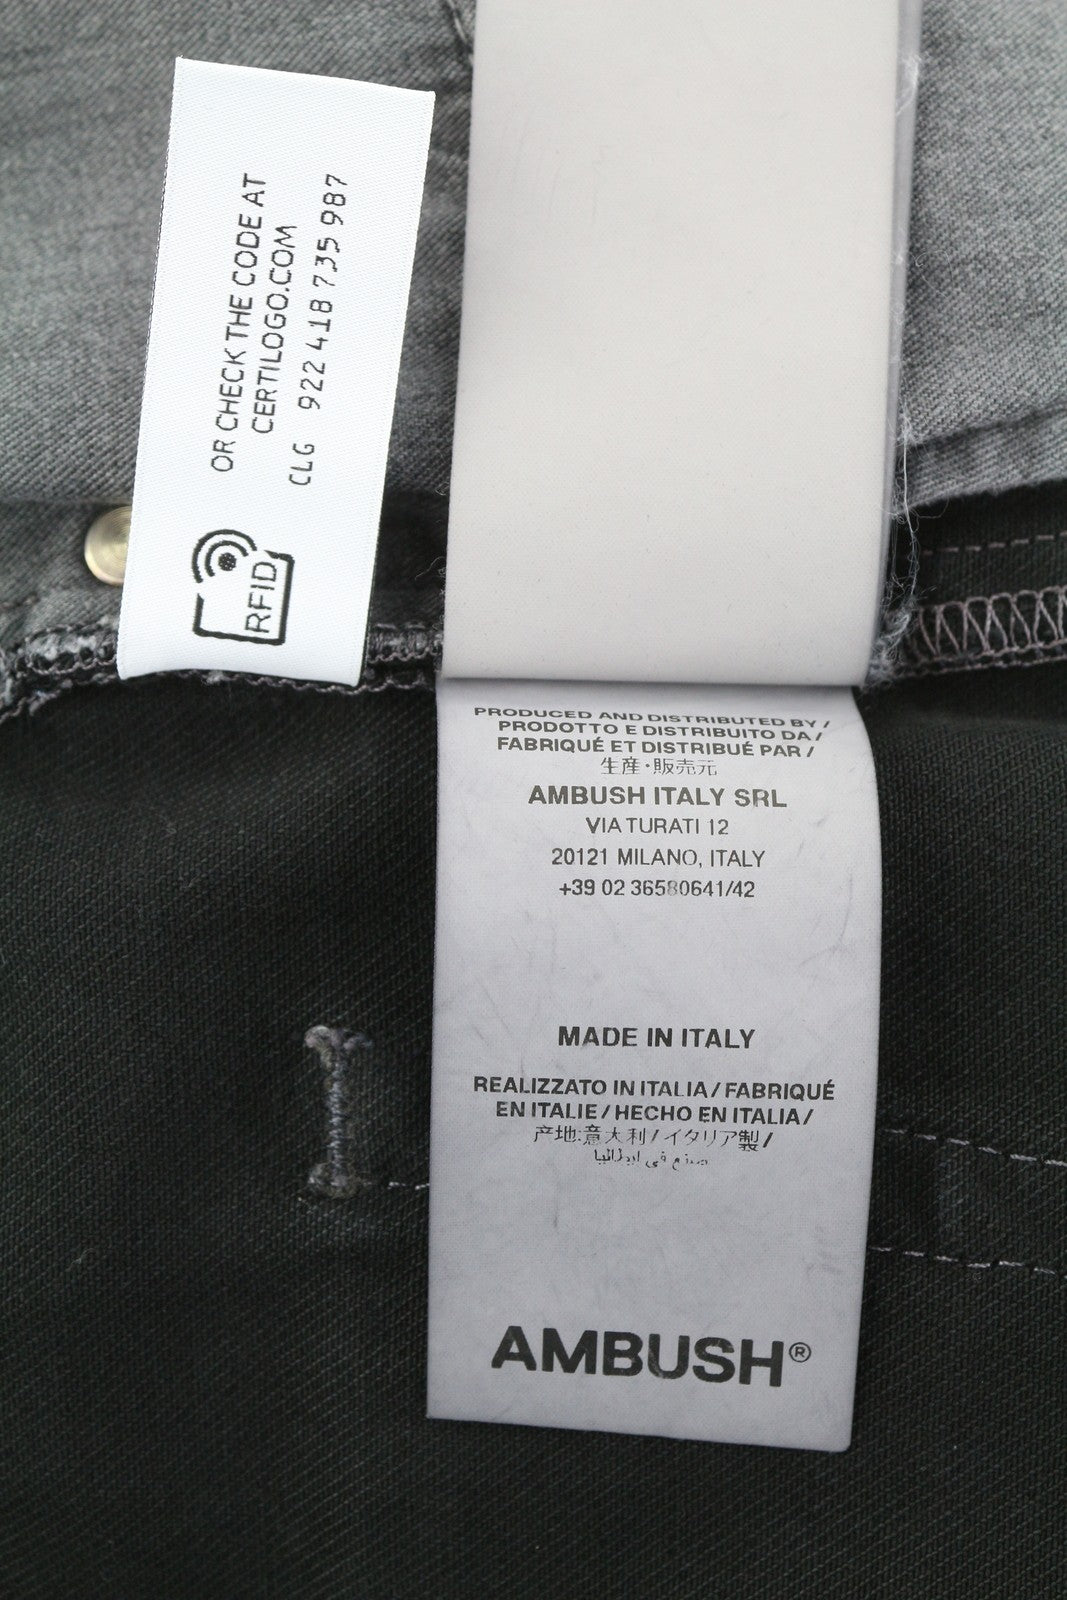 OR CHECK THE CODE AT
CERTILOGO.COM
CLG 922 418 735 987
RFID
PRODUCED AND DISTRIBUTED BY /
PRODOTTO E DISTRIBUITO DA /
FABRIQUÉ ET DISTRIBUÉ PAR /
生産・販売元
AMBUSH ITALY SRL
VIA TURATI 12
20121 MILANO, ITALY
+39 02 36580641/42
MADE IN ITALY
REALIZZATO IN ITALIA / FABRIQUÉ
EN ITALIE / HECHO EN ITALIA /
产地:意大利 / イタリア製 /
صنع في ايطاليا
AMBUSH®